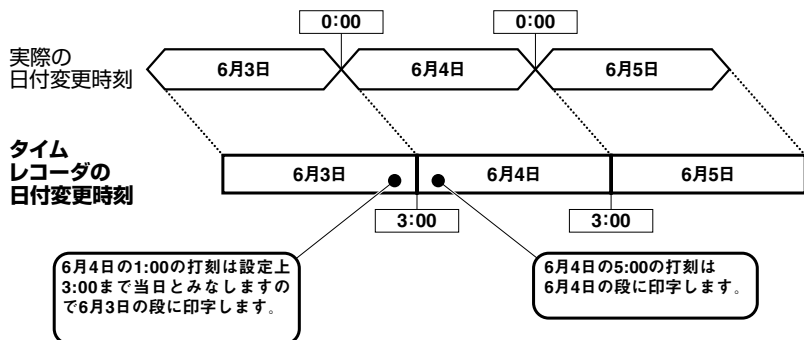 0:00 0:00
実際の
日付変更時刻
6月3日 6月4日 6月5日
タイム
レコーダの
日付変更時刻
6月3日 6月4日 6月5日
3:00 3:00
6月4日の1:00の打刻は設定上
3:00まで当日とみなしますの
で6月3日の段に印字します。
6月4日の5:00の打刻は
6月4日の段に印字します。